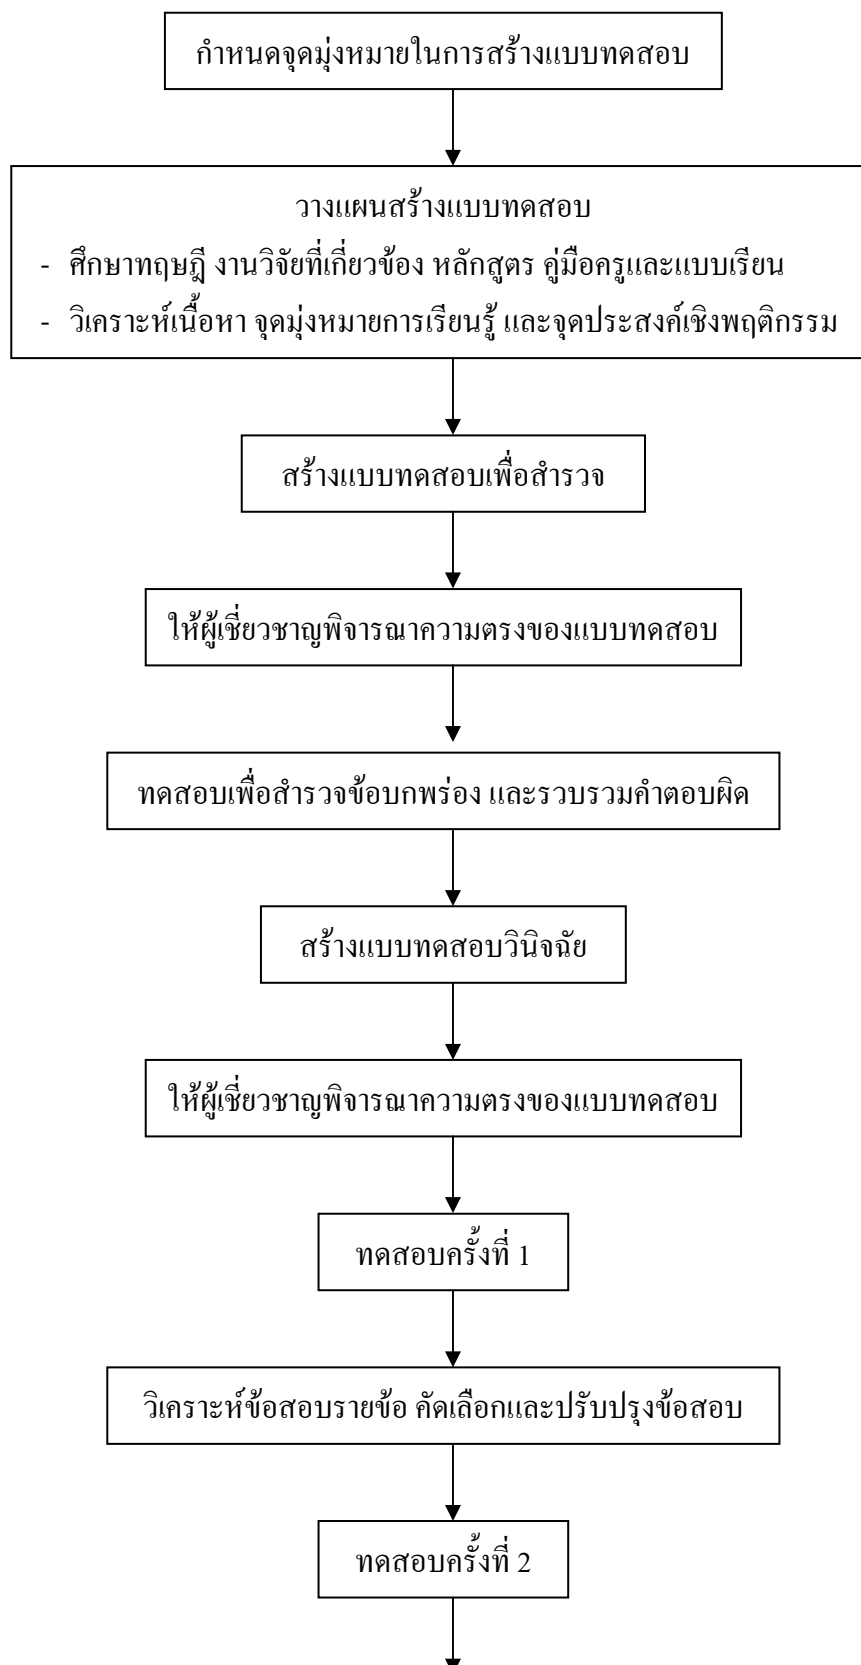 กำหนดจุดมุ่งหมายในการสร้างแบบทดสอบ
วางแผนสร้างแบบทดสอบ
- ศึกษาทฤษฎี งานวิจัยที่เกี่ยวข้อง หลักสูตร คู่มือครูและแบบเรียน
- วิเคราะห์เนื้อหา จุดมุ่งหมายการเรียนรู้ และจุดประสงค์เชิงพฤติกรรม
สร้างแบบทดสอบเพื่อสำรวจ
ให้ผู้เชี่ยวชาญพิจารณาความตรงของแบบทดสอบ
ทดสอบเพื่อสำรวจข้อบกพร่อง และรวบรวมคำตอบผิด
สร้างแบบทดสอบวินิจฉัย
ให้ผู้เชี่ยวชาญพิจารณาความตรงของแบบทดสอบ
ทดสอบครั้งที่ 1
วิเคราะห์ข้อสอบรายข้อ คัดเลือกและปรับปรุงข้อสอบ
ทดสอบครั้งที่ 2